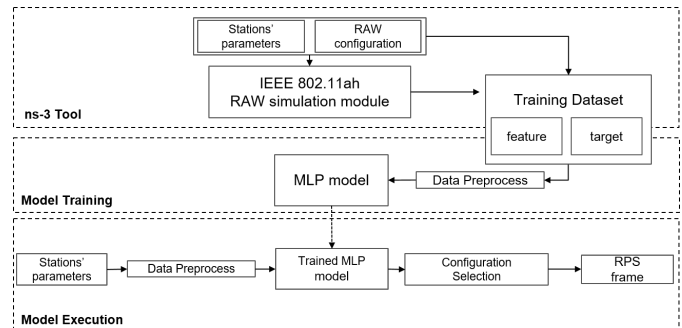 Stations'
parameters
RAW
configuration
IEEE 802.11ah
RAW simulation module
Training Dataset
feature
target
ns-3 Tool
MLP model
Data Preprocess
Model Training
Stations'
parameters
Data Preprocess
Trained MLP
model
Configuration
Selection
RPS
frame
Model Execution